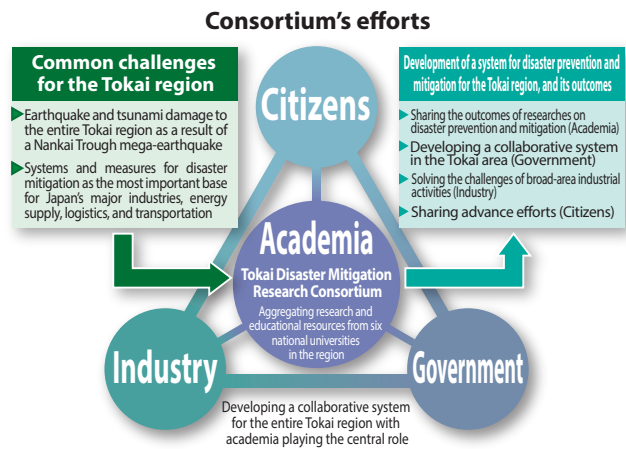 Consortium's efforts
Common challenges
for the Tokai region
Earthquake and tsunami damage to
the entire Tokai region as a result of
a Nankai Trough mega-earthquake
Systems and measures for disaster
mitigation as the most important base
for Japan's major industries, energy
supply, logistics, and transportation
Citizens
Development of a system for disaster prevention and
mitigation for the Tokai region, and its outcomes
Sharing the outcomes of researches on
disaster prevention and mitigation (Academia)
Developing a collaborative system
in the Tokai area (Government)
Solving the challenges of broad-area industrial
activities (Industry)
Sharing advance efforts (Citizens)
Academia
Tokai Disaster Mitigation
Research Consortium
Aggregating research and
educational resources from six
national universities
in the region
Industry
Government
Developing a collaborative system
for the entire Tokai region with
academia playing the central role